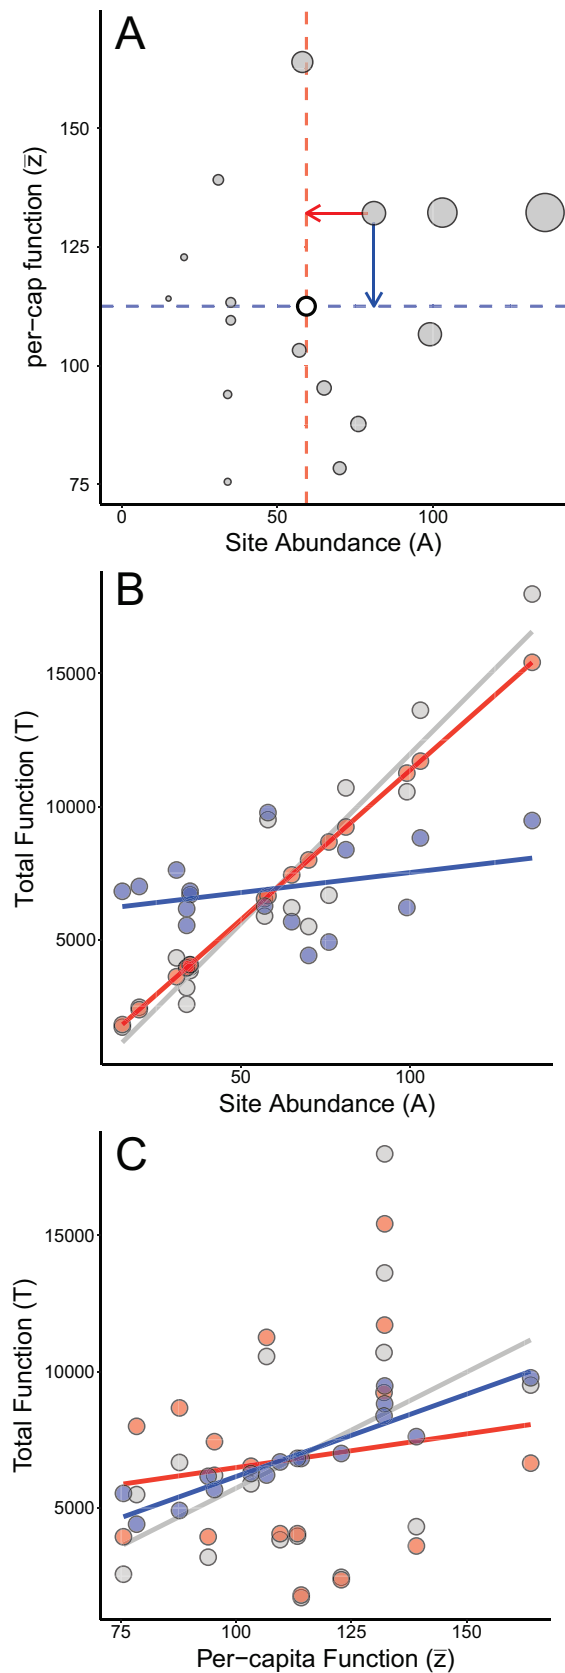 A
150
125
100
75
per−cap function (z̅)
0
50
100
Site Abundance (A)
B
15000
10000
5000
Total Function (T)
50
100
Site Abundance (A)
C
15000
10000
5000
Total Function (T)
75
100
125
150
Per−capita Function (z̅)